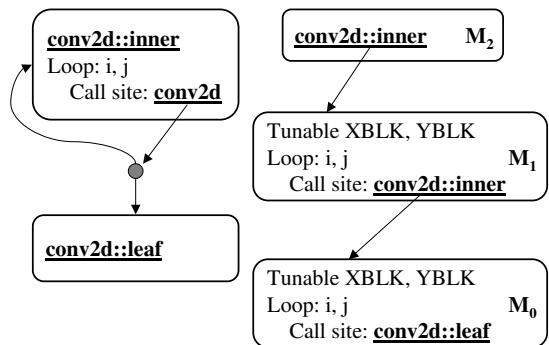 conv2d::inner
Loop: i, j
Call site: conv2d
conv2d::leaf
conv2d::inner M2
Tunable XBLK, YBLK
Loop: i, j M1
Call site: conv2d::inner
Tunable XBLK, YBLK
Loop: i, j M0
Call site: conv2d::leaf